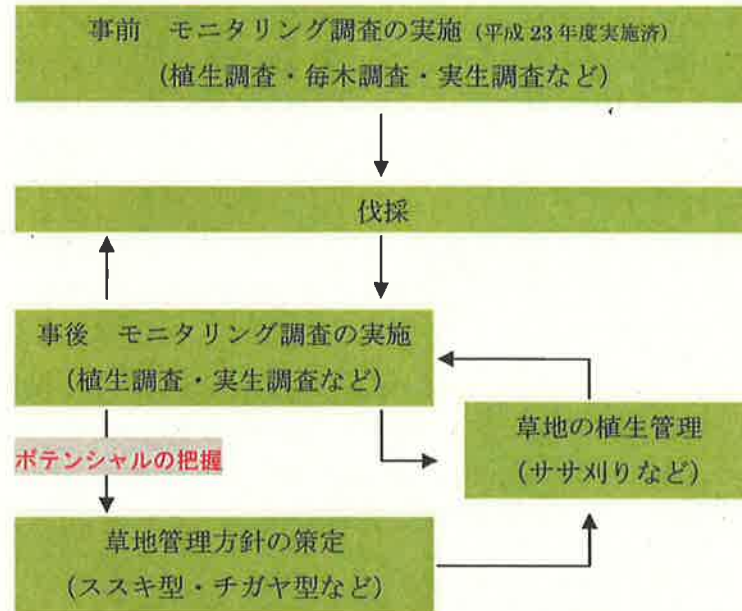 事前　モニタリング調査の実施（平成 23 年度実施済）
（植生調査・毎木調査・実生調査など）
伐採
事後　モニタリング調査の実施
（植生調査・実生調査など）
草地の植生管理
（ササ刈りなど）
ポテンシャルの把握
草地管理方針の策定
（ススキ型・チガヤ型など）